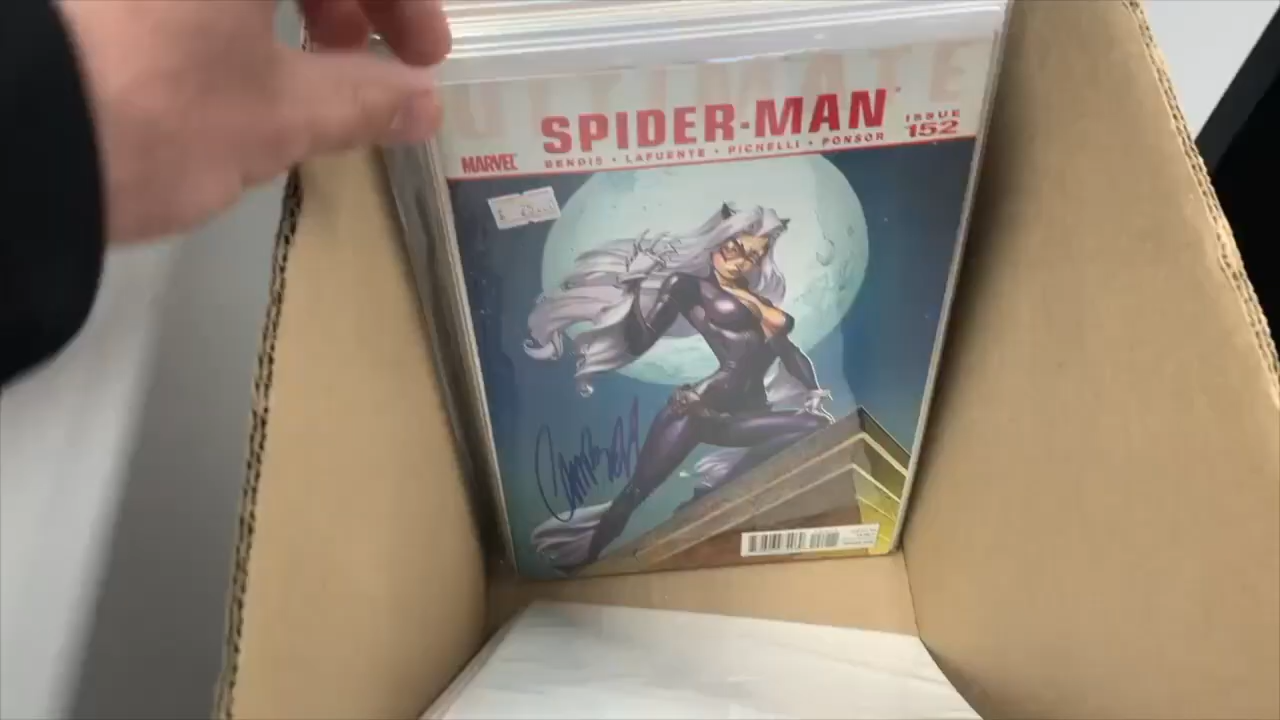 ULTIMATE
SPIDER-MAN
ISSUE
152
MARVEL
BENDIS • LAFUENTE • PICHELLI • PONSOR